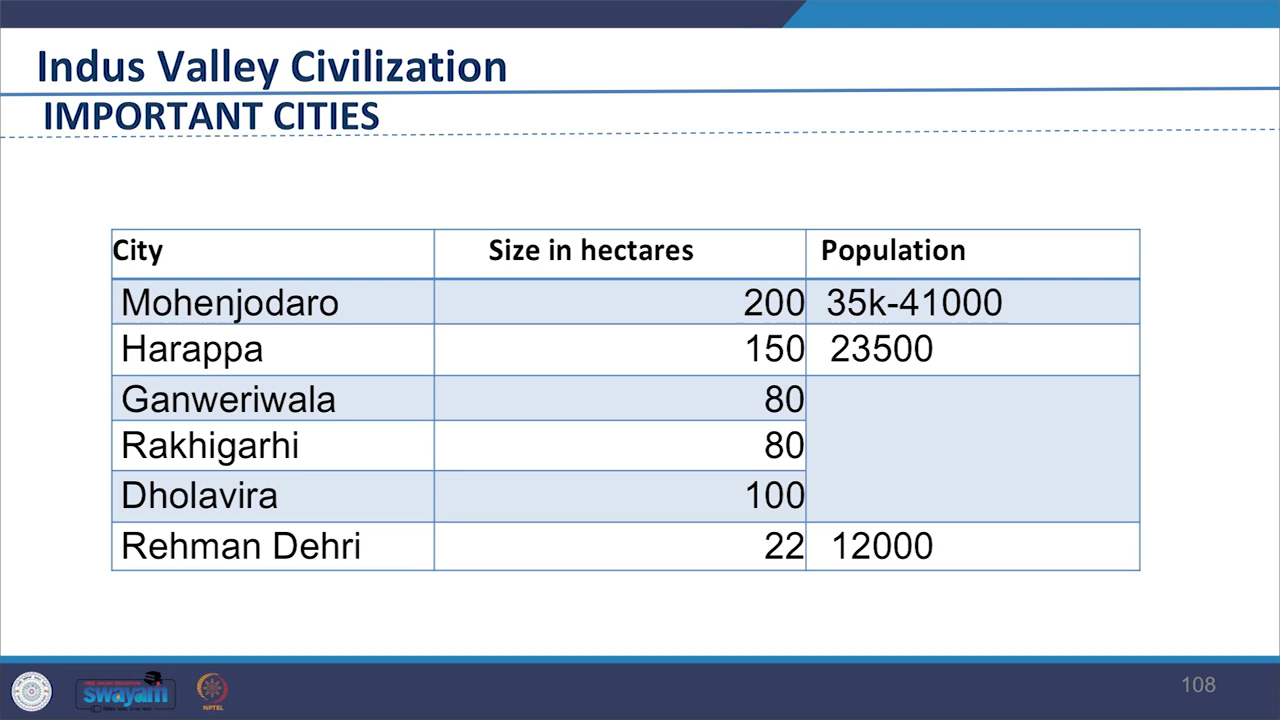 Indus Valley Civilization
IMPORTANT CITIES
City Size in hectares Population
Mohenjodaro 200 35k-41000
Harappa 150 23500
Ganweriwala 80
Rakhigarhi 80
Dholavira 100
Rehman Dehri 22 12000
swayam
NPTEL
108